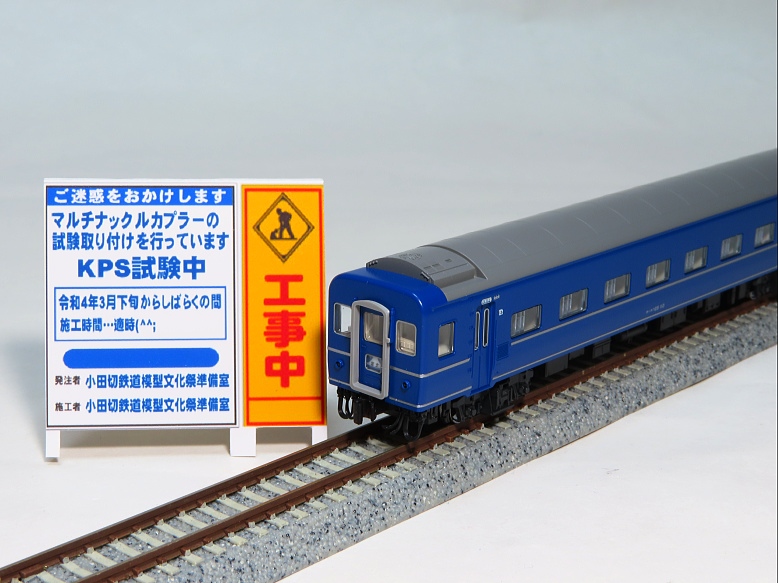 ご迷惑をおかけします
マルチナックルカプラーの
試験取り付けを行っています
KPS試験中
令和4年3月下旬からしばらくの間
施工時間…適時(^^;
発注者 小田切鉄道模型文化祭準備室
施工者 小田切鉄道模型文化祭準備室
工事中